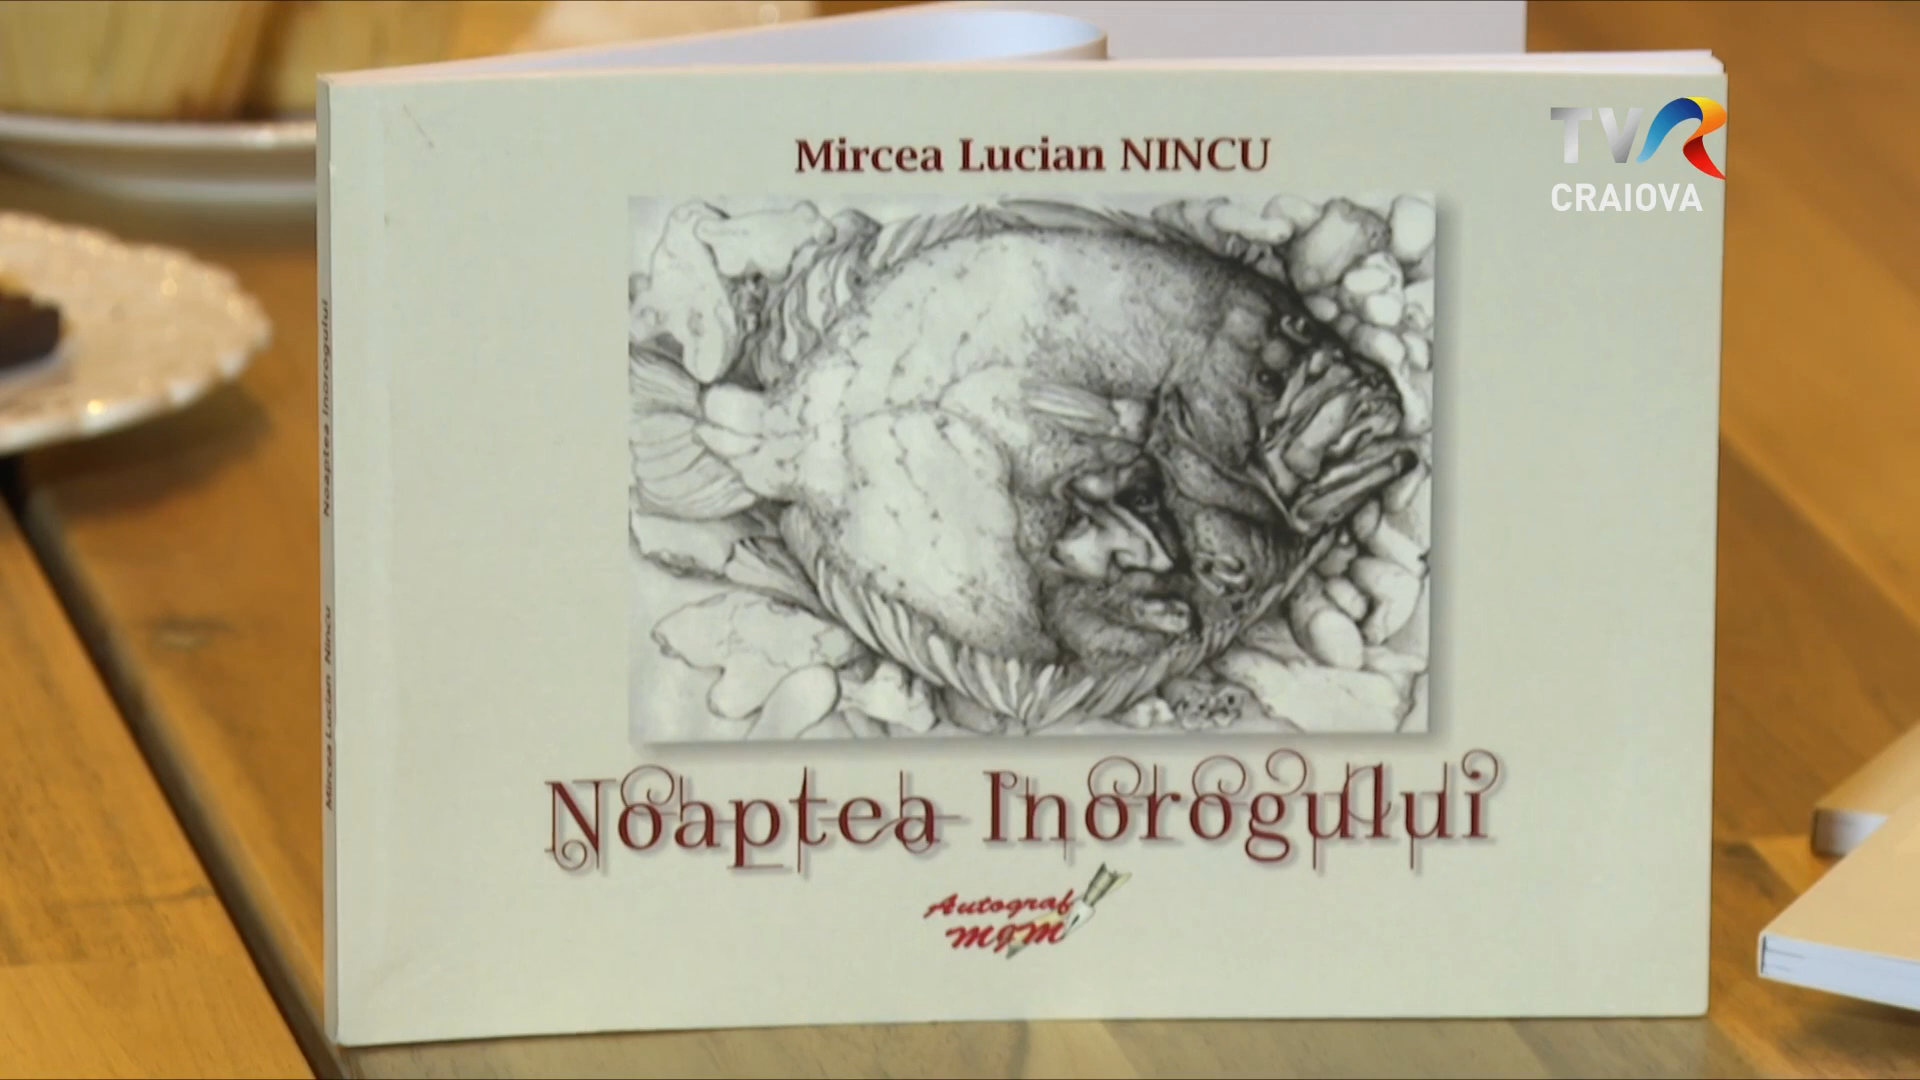 Mircea Lucian NINCU
TVR
CRAIOVA
Noaptea Inorogului
Autograf
MJM
Mircea Lucian Nincu Noaptea Inorogului